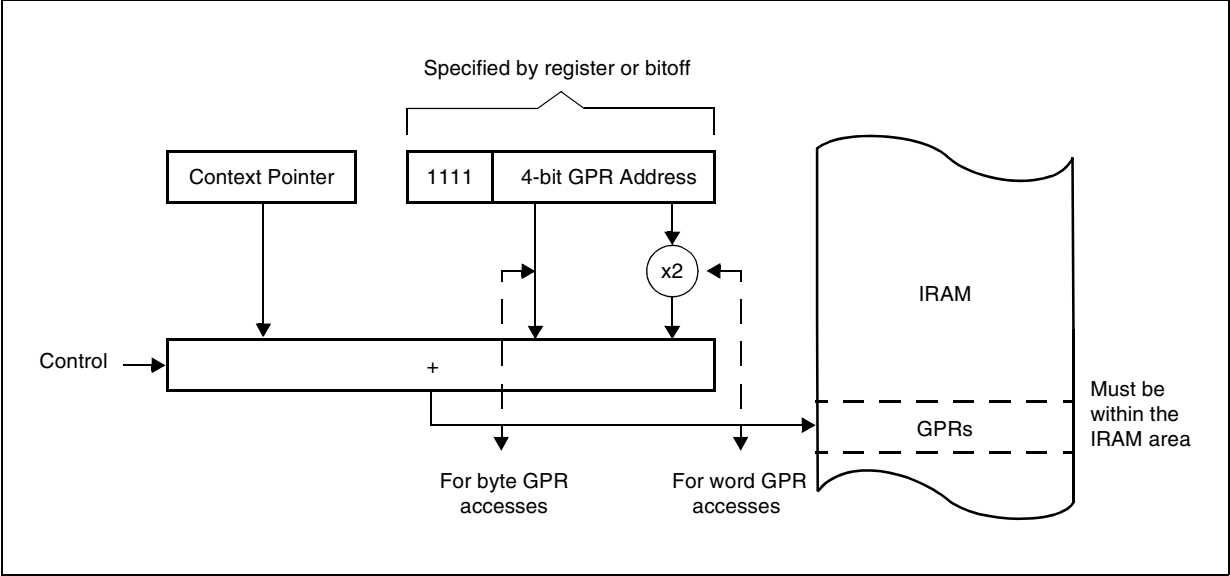 Specified by register or bitoff
Context Pointer
1111
4-bit GPR Address
x2
IRAM
Control
+
Must be
within the
IRAM area
GPRs
For byte GPR
accesses
For word GPR
accesses